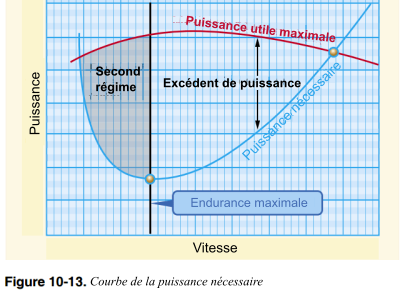 Puissance utile maximale
Second
régime
Excédent de puissance
Puissance nécessaire
Puissance
Endurance maximale
Vitesse
Figure 10-13. Courbe de la puissance nécessaire